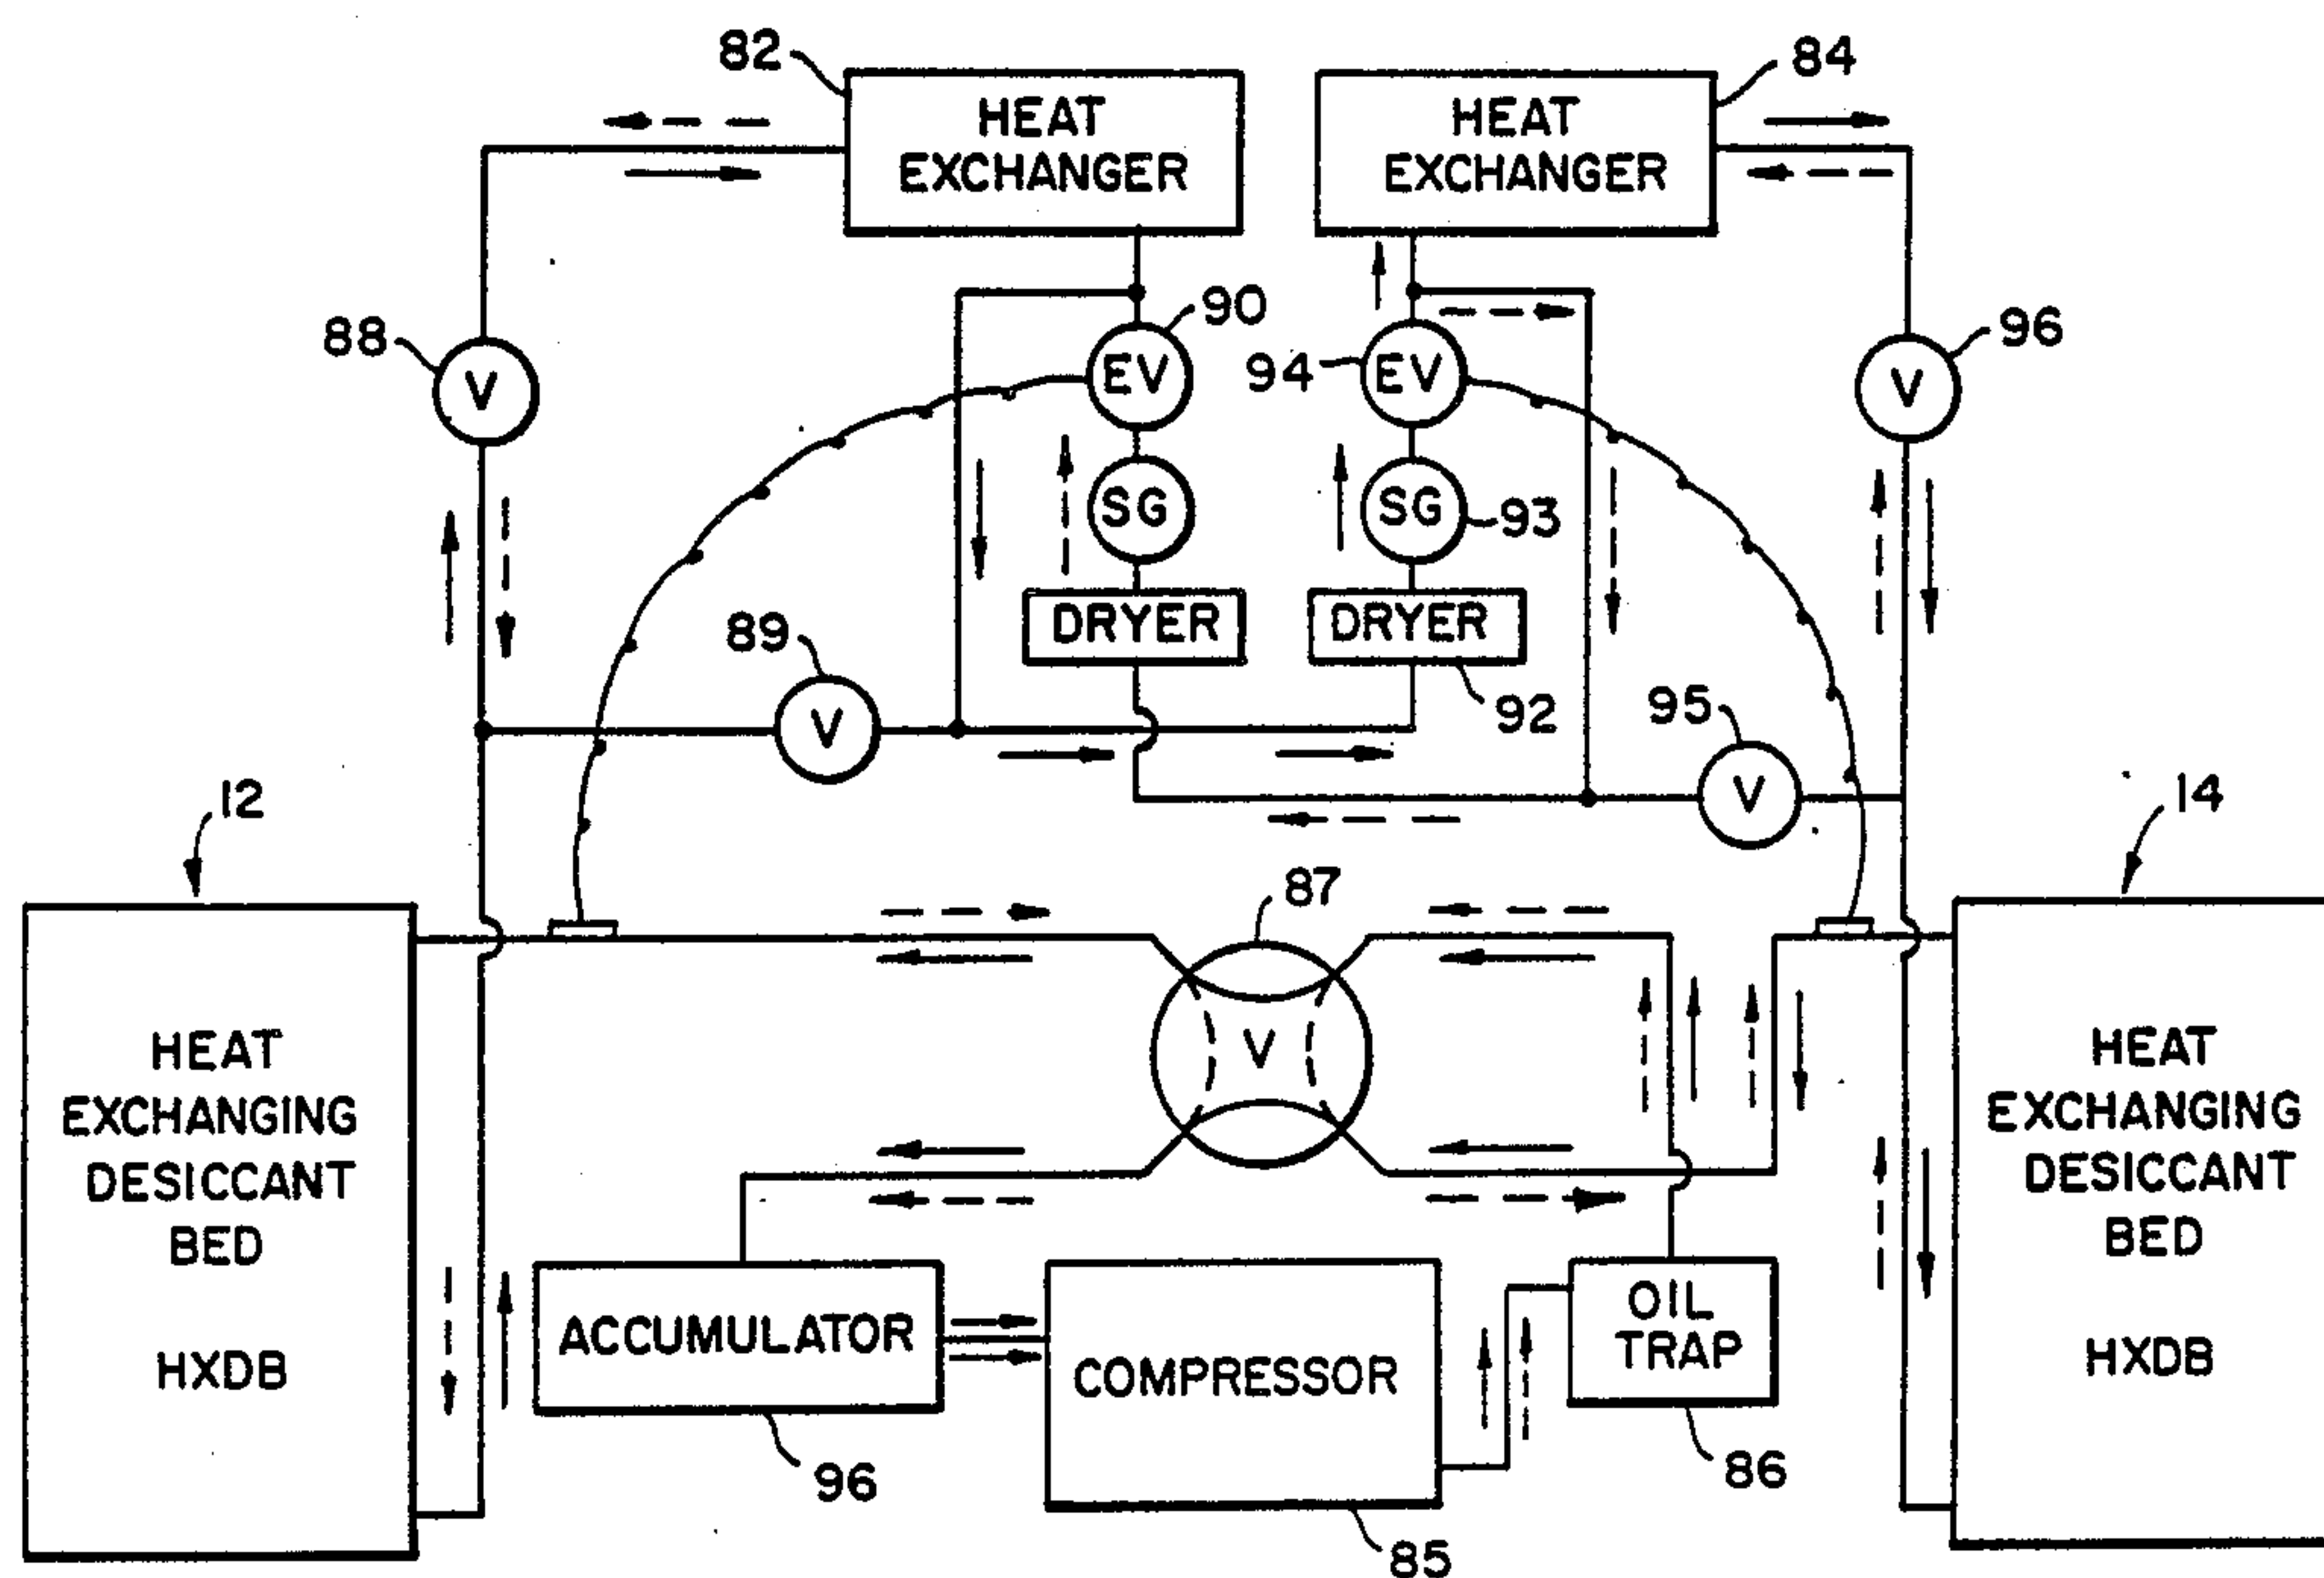 82
84
HEAT
EXCHANGER
HEAT
EXCHANGER
90
88
V
EV
94
EV
96
V
SG
SG
93
DRYER
DRYER
89
92
V
95
V
12
14
87
V
HEAT
EXCHANGING
DESICCANT
BED
HXDB
HEAT
EXCHANGING
DESICCANT
BED
HXDB
ACCUMULATOR
COMPRESSOR
OIL
TRAP
96
86
85